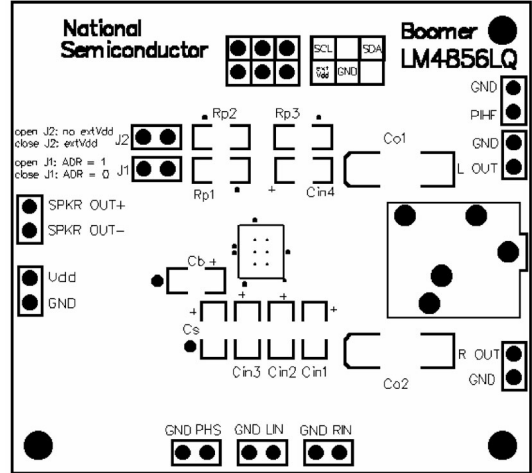 National
Semiconductor
Boomer
LM4856LQ
SCL SDA
ext
Vdd GND
GND
PIHF
GND
L OUT
Rp2 Rp3 Co1
open J2: no extVdd
close J2: extVdd
J2
open J1: ADR = 1
close J1: ADR = 0
J1
Rp1 + Cin4
SPKR OUT+
SPKR OUT-
Vdd
GND
Cb +
+ + + +
Cs
Cin3 Cin2 Cin1
Co2
R OUT
GND
GND PHS GND LIN GND RIN